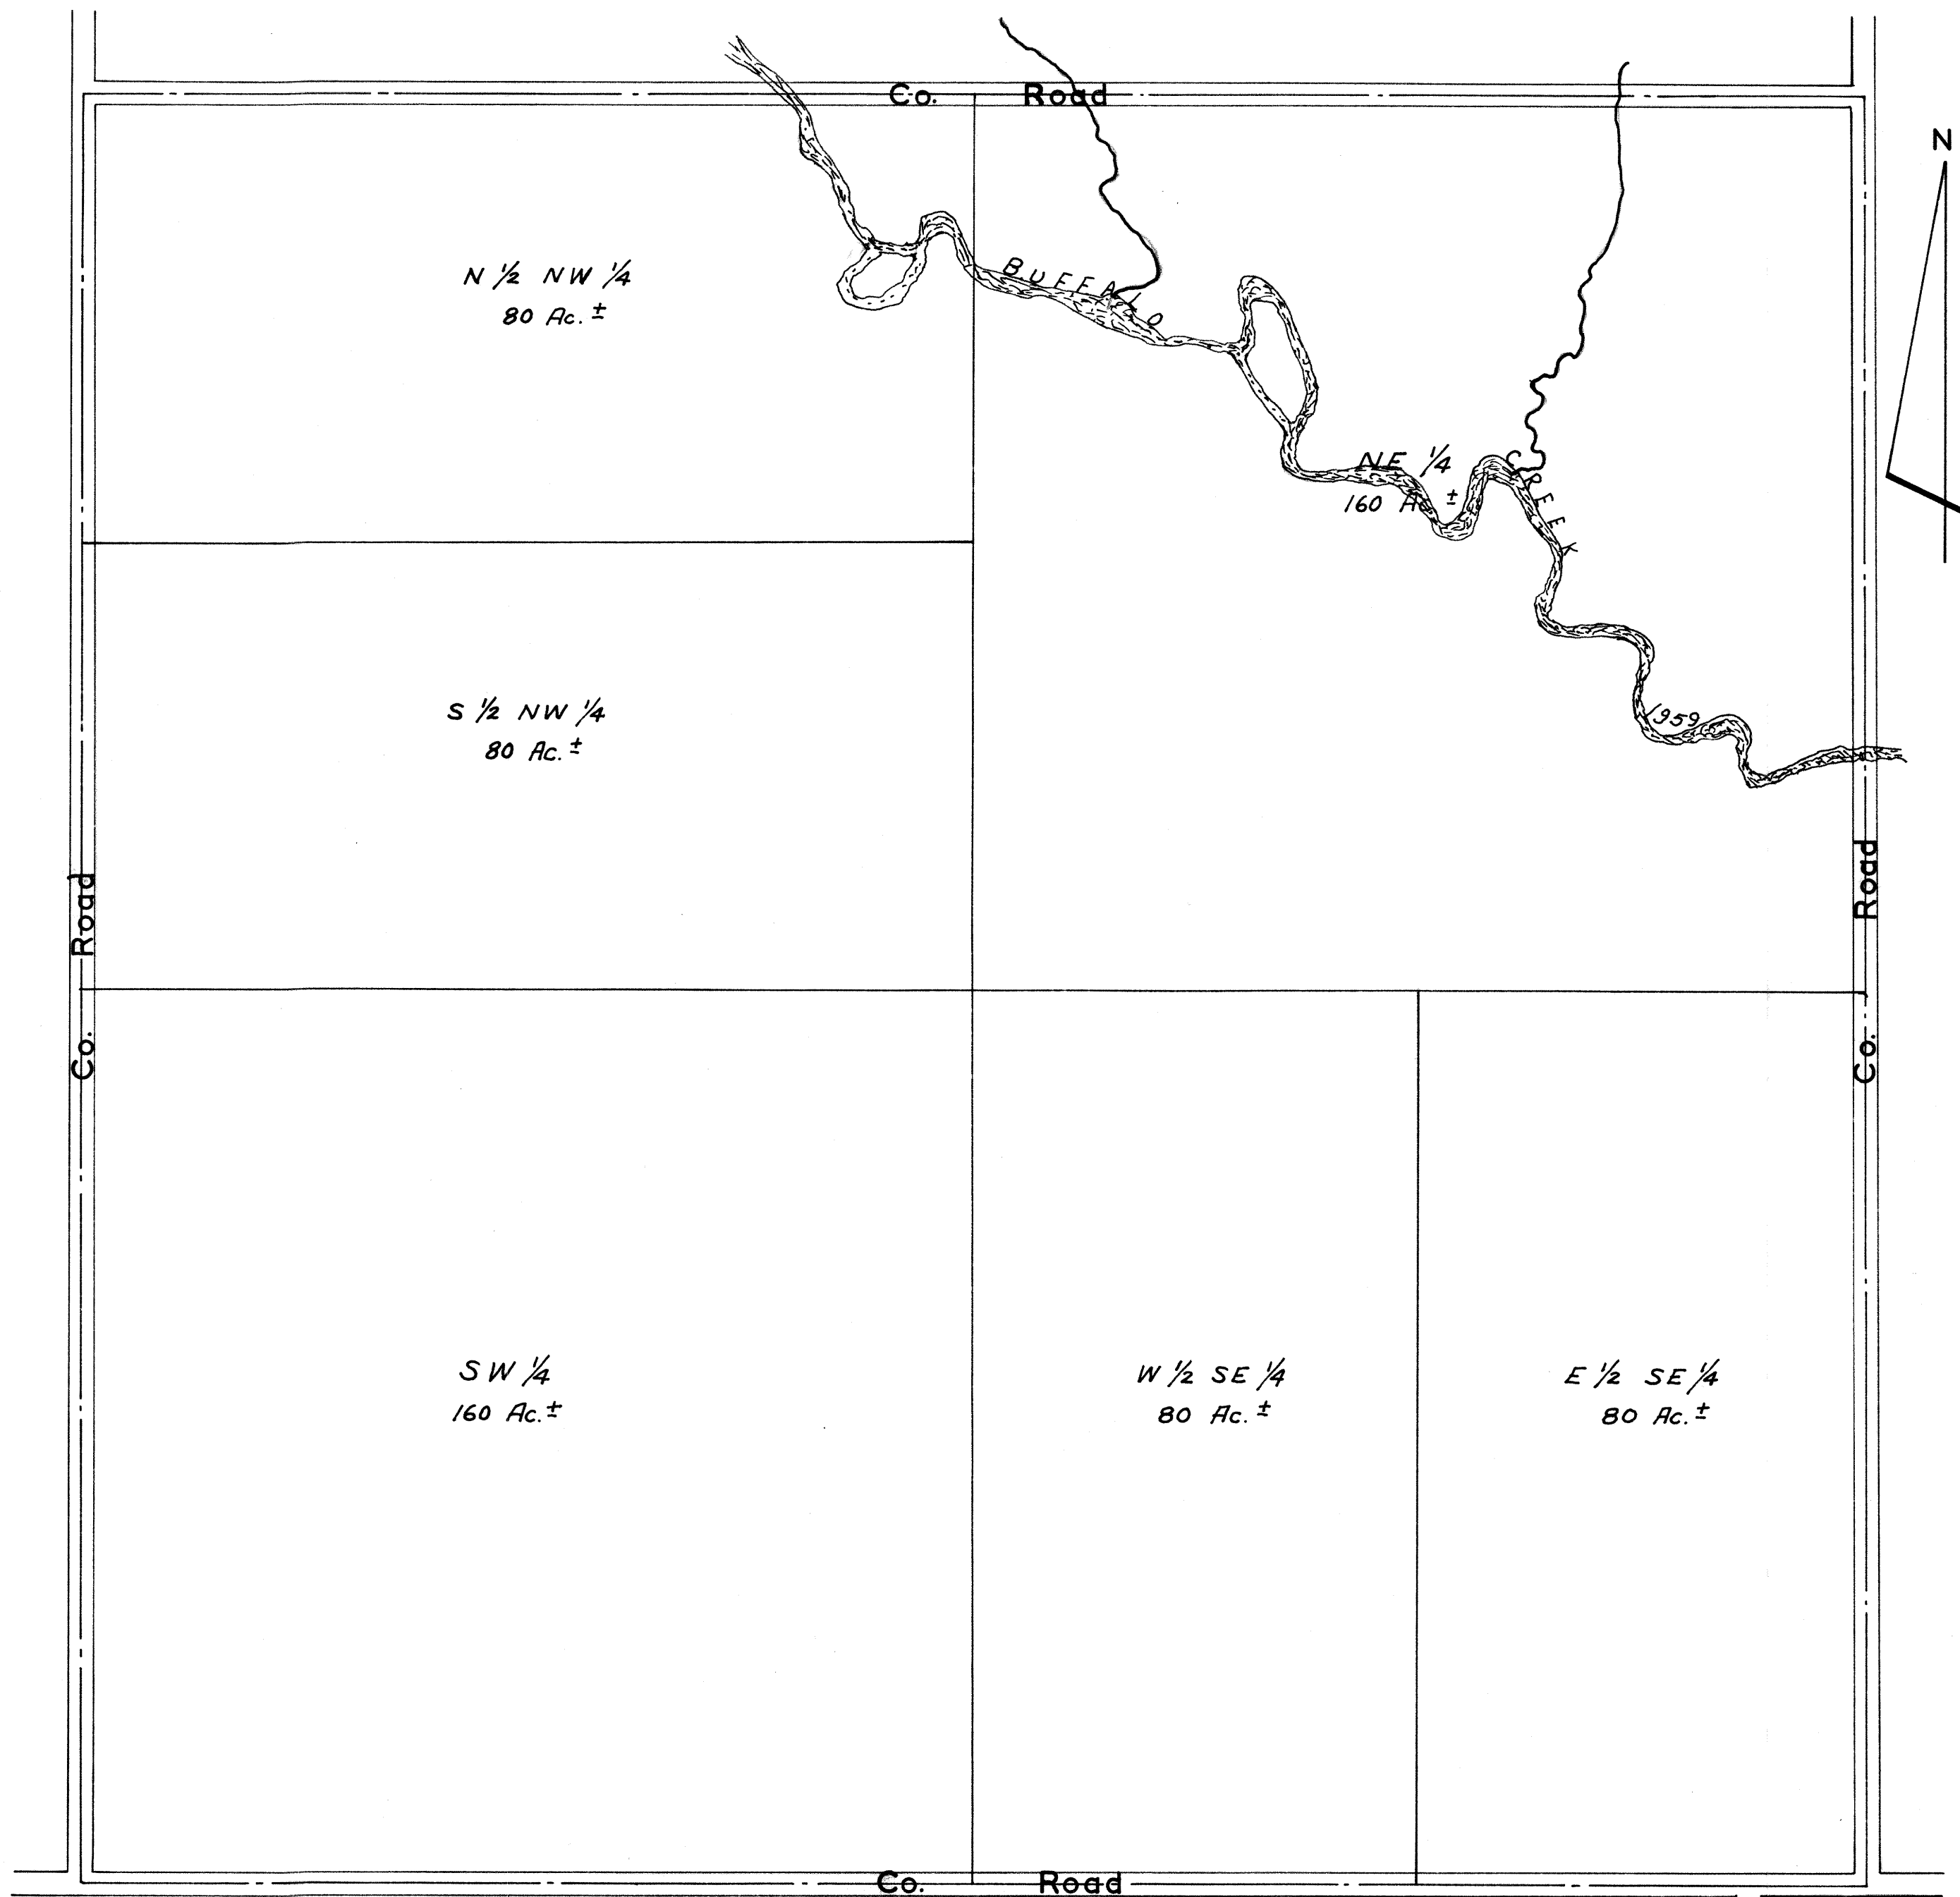 Co. Road
N
N ½ NW ¼
80 Ac. ±
BUFFALO
NE ¼
160 Ac. ±
CREEK
S ½ NW ¼
80 Ac. ±
1959
Co. Road
Co. Road
SW ¼
160 Ac. ±
W ½ SE ¼
80 Ac. ±
E ½ SE ¼
80 Ac. ±
Co. Road